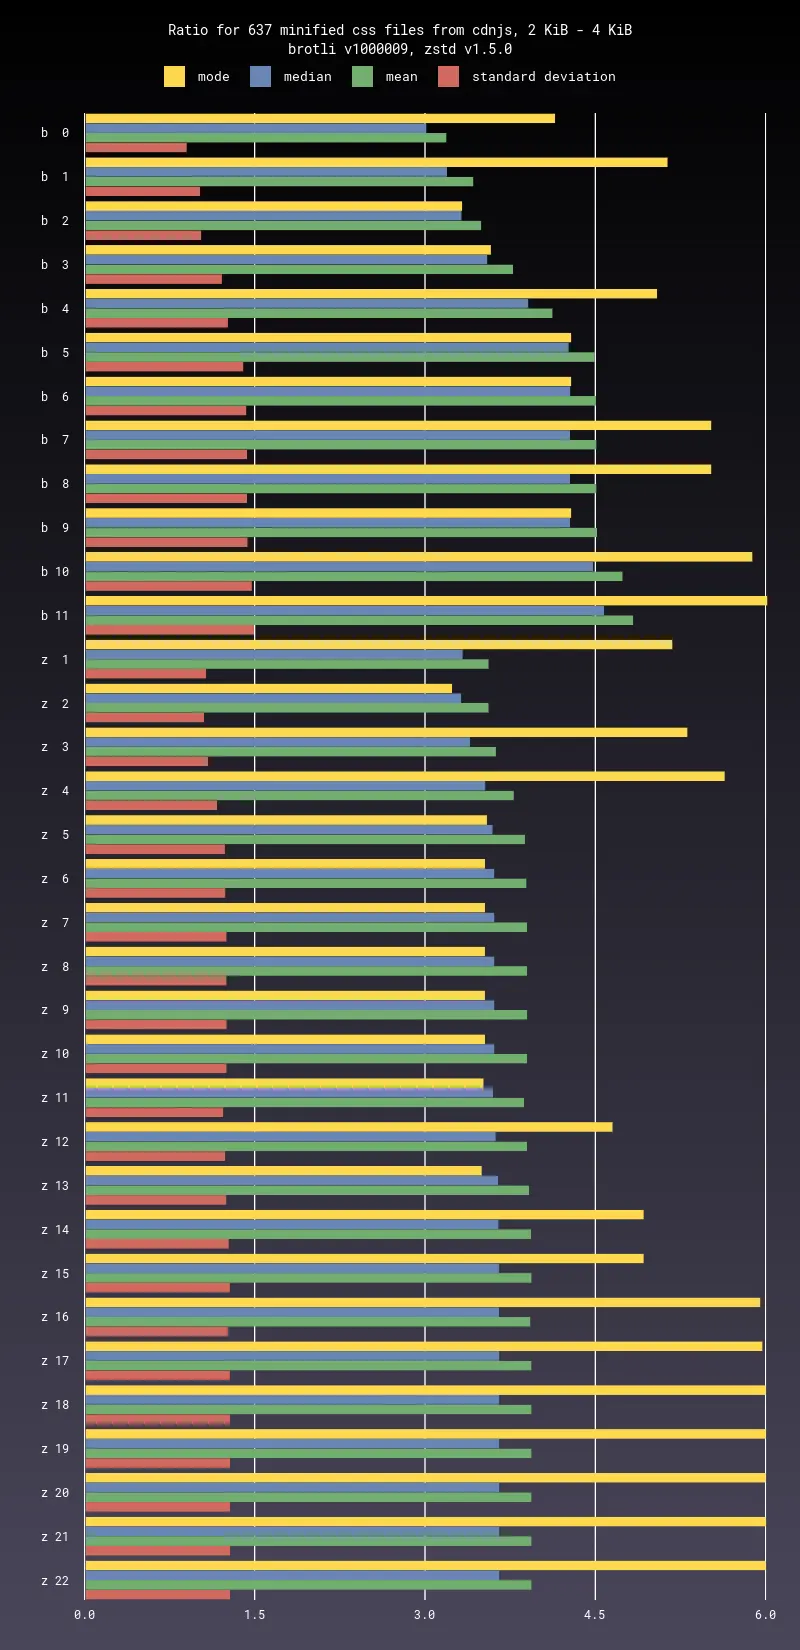 Ratio for 637 minified css files from cdnjs, 2 KiB - 4 KiB
brotli v1000009, zstd v1.5.0
mode median mean standard deviation
b 0
b 1
b 2
b 3
b 4
b 5
b 6
b 7
b 8
b 9
b 10
b 11
z 1
z 2
z 3
z 4
z 5
z 6
z 7
z 8
z 9
z 10
z 11
z 12
z 13
z 14
z 15
z 16
z 17
z 18
z 19
z 20
z 21
z 22
0.0 1.5 3.0 4.5 6.0